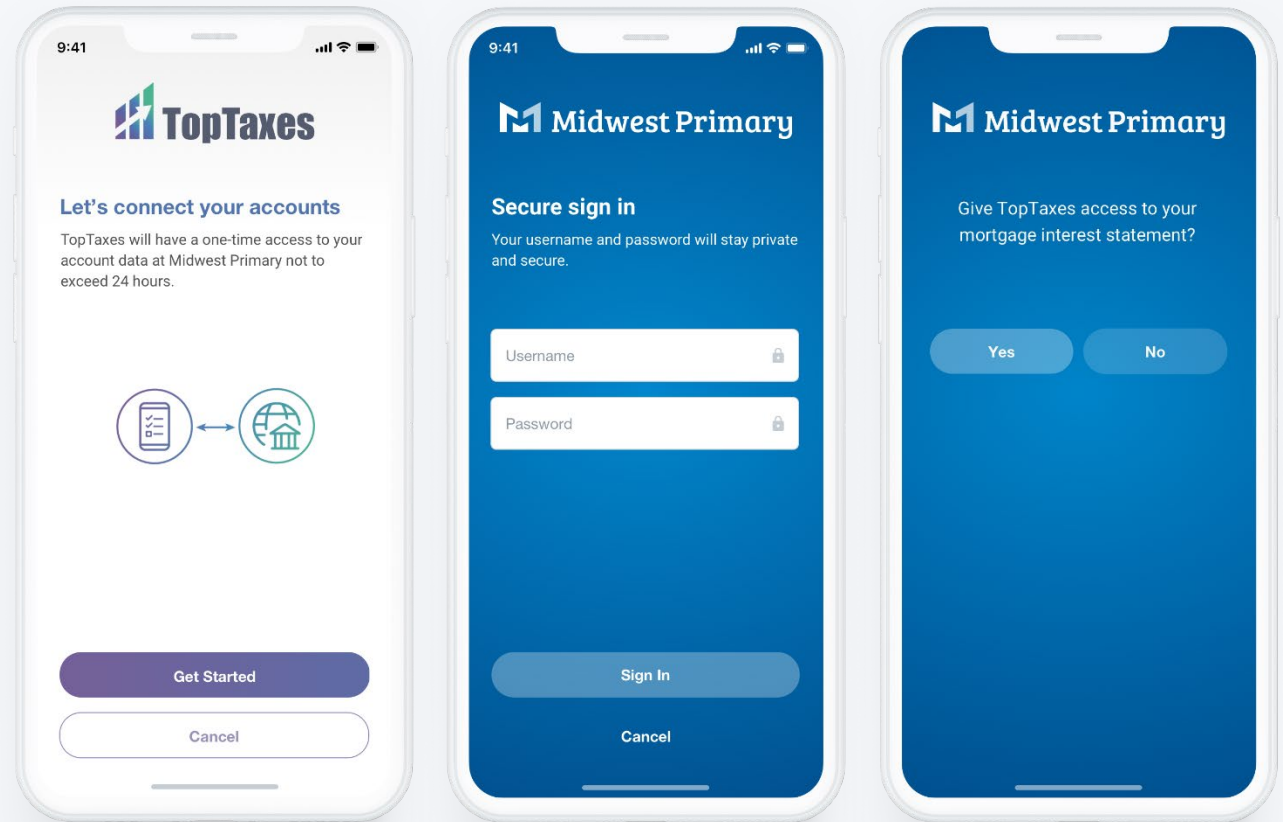 9:41
TopTaxes
Let's connect your accounts
TopTaxes will have a one-time access to your
account data at Midwest Primary not to
exceed 24 hours.
Get Started
Cancel
9:41
Midwest Primary
Secure sign in
Your username and password will stay private
and secure.
Username
Password
Sign In
Cancel
Midwest Primary
Give TopTaxes access to your
mortgage interest statement?
Yes
No